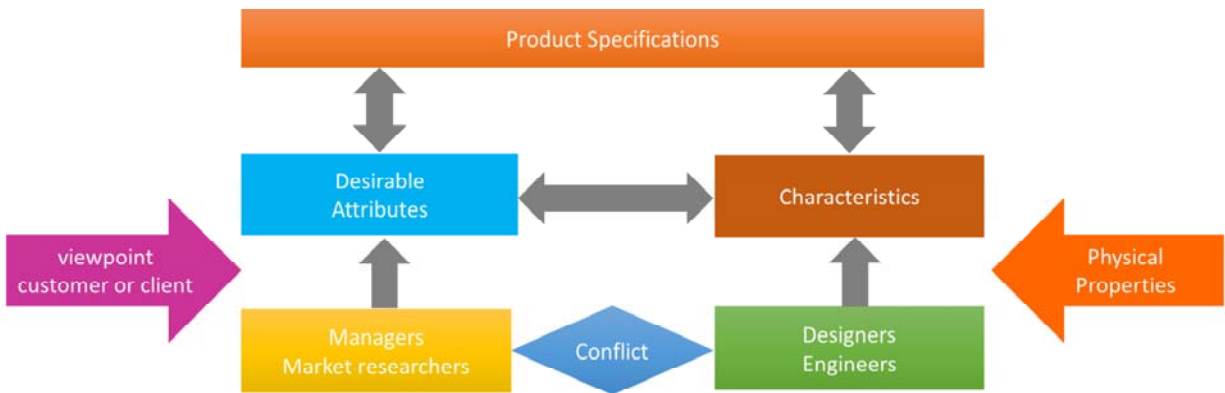 Product Specifications
Desirable
Attributes
Characteristics
viewpoint
customer or client
Physical
Properties
Managers
Market researchers
Conflict
Designers
Engineers